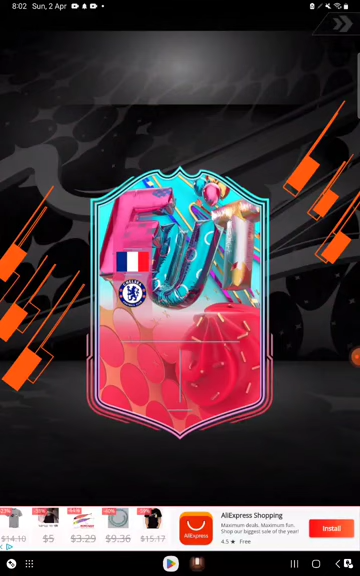 8:02 Sun, 2 Apr
FUT
CHELSEA
-23%
$14.10
$5
$3.29
$9.36
$15.17
AliExpress
AliExpress Shopping
Maximum deals. Maximum fun.
Shop our biggest sale of the year!
4.5 ★ Free
Install